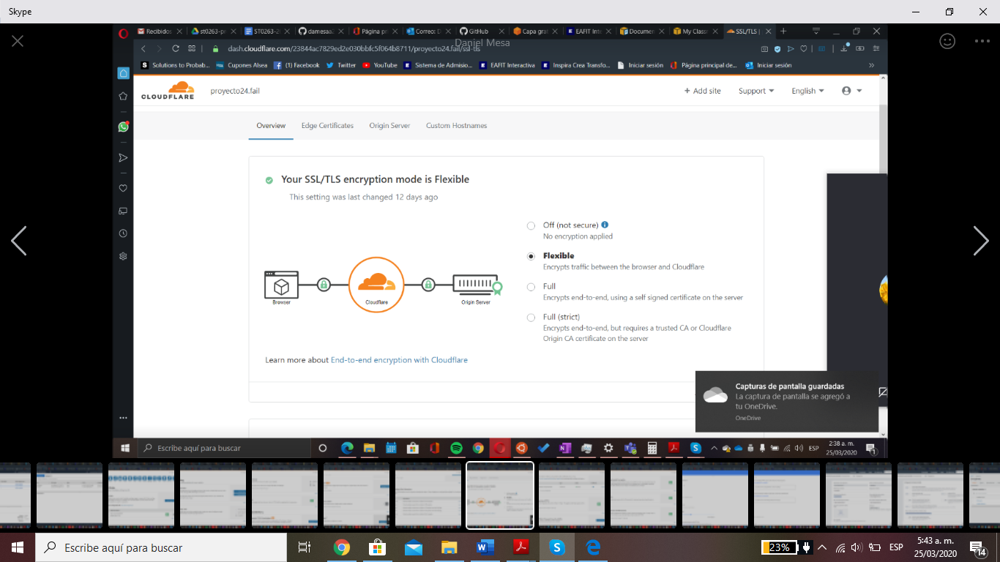 Skype
Recibidos
st0263-pr
ST0263-2
damesaa2
Página pri
Correo: D
GitHub
Capa grat
EAFIT Inte
Documen
My Classe
SSL/TLS |
Daniel Mesa
dash.cloudflare.com/23844ac7829ed2e030bbfc5f064b8711/proyecto24.fail/ssl-tls
Solutions to Probab...
Cupones Alsea
(1) Facebook
Twitter
YouTube
Sistema de Admisio...
EAFIT Interactiva
Inspira Crea Transfo...
Iniciar sesión
Página principal de...
Iniciar sesión
CLOUDFLARE
proyecto24.fail
+ Add site
Support
English
Overview
Edge Certificates
Origin Server
Custom Hostnames
Your SSL/TLS encryption mode is Flexible
This setting was last changed 12 days ago
Off (not secure)
No encryption applied
Flexible
Encrypts traffic between the browser and Cloudflare
Full
Encrypts end-to-end, using a self signed certificate on the server
Full (strict)
Encrypts end-to-end, but requires a trusted CA or Cloudflare
Origin CA certificate on the server
Browser
Cloudflare
Origin Server
Learn more about End-to-end encryption with Cloudflare
Capturas de pantalla guardadas
La captura de pantalla se agregó a
tu OneDrive.
OneDrive
Escribe aquí para buscar
ESP
2:38 a. m.
25/03/2020
Escribe aquí para buscar
23%
ESP
5:43 a. m.
25/03/2020
14